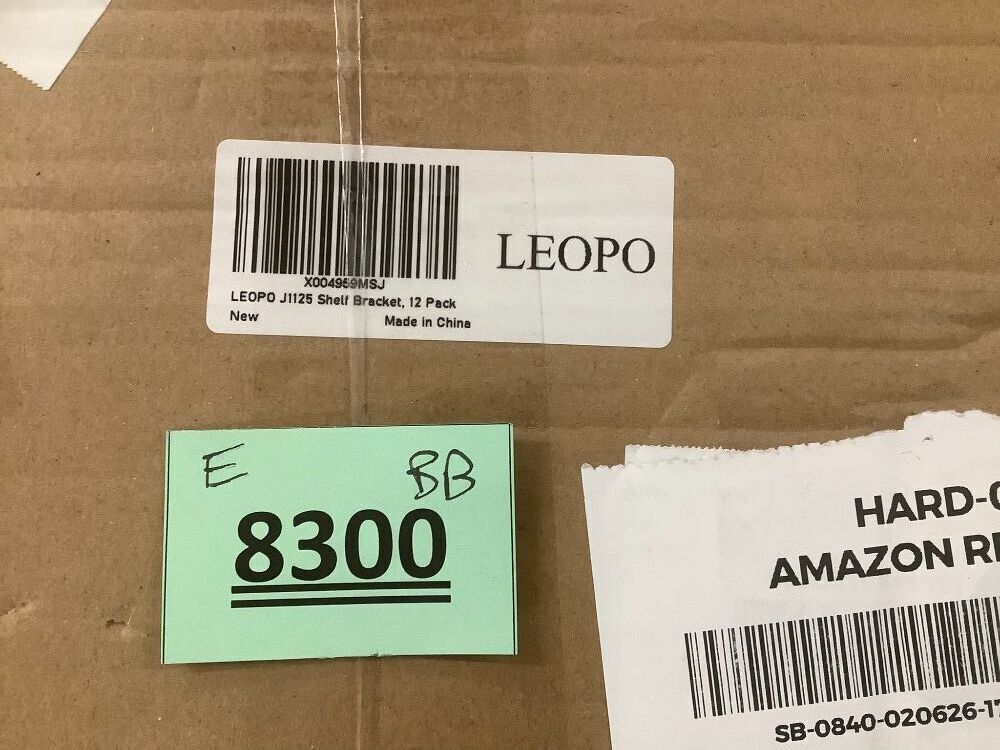 X004959MSJ
LEOPO J1125 Shelf Bracket, 12 Pack
New Made in China
LEOPO
E BB
8300
HARD-
AMAZON
SB-0840-020626-17